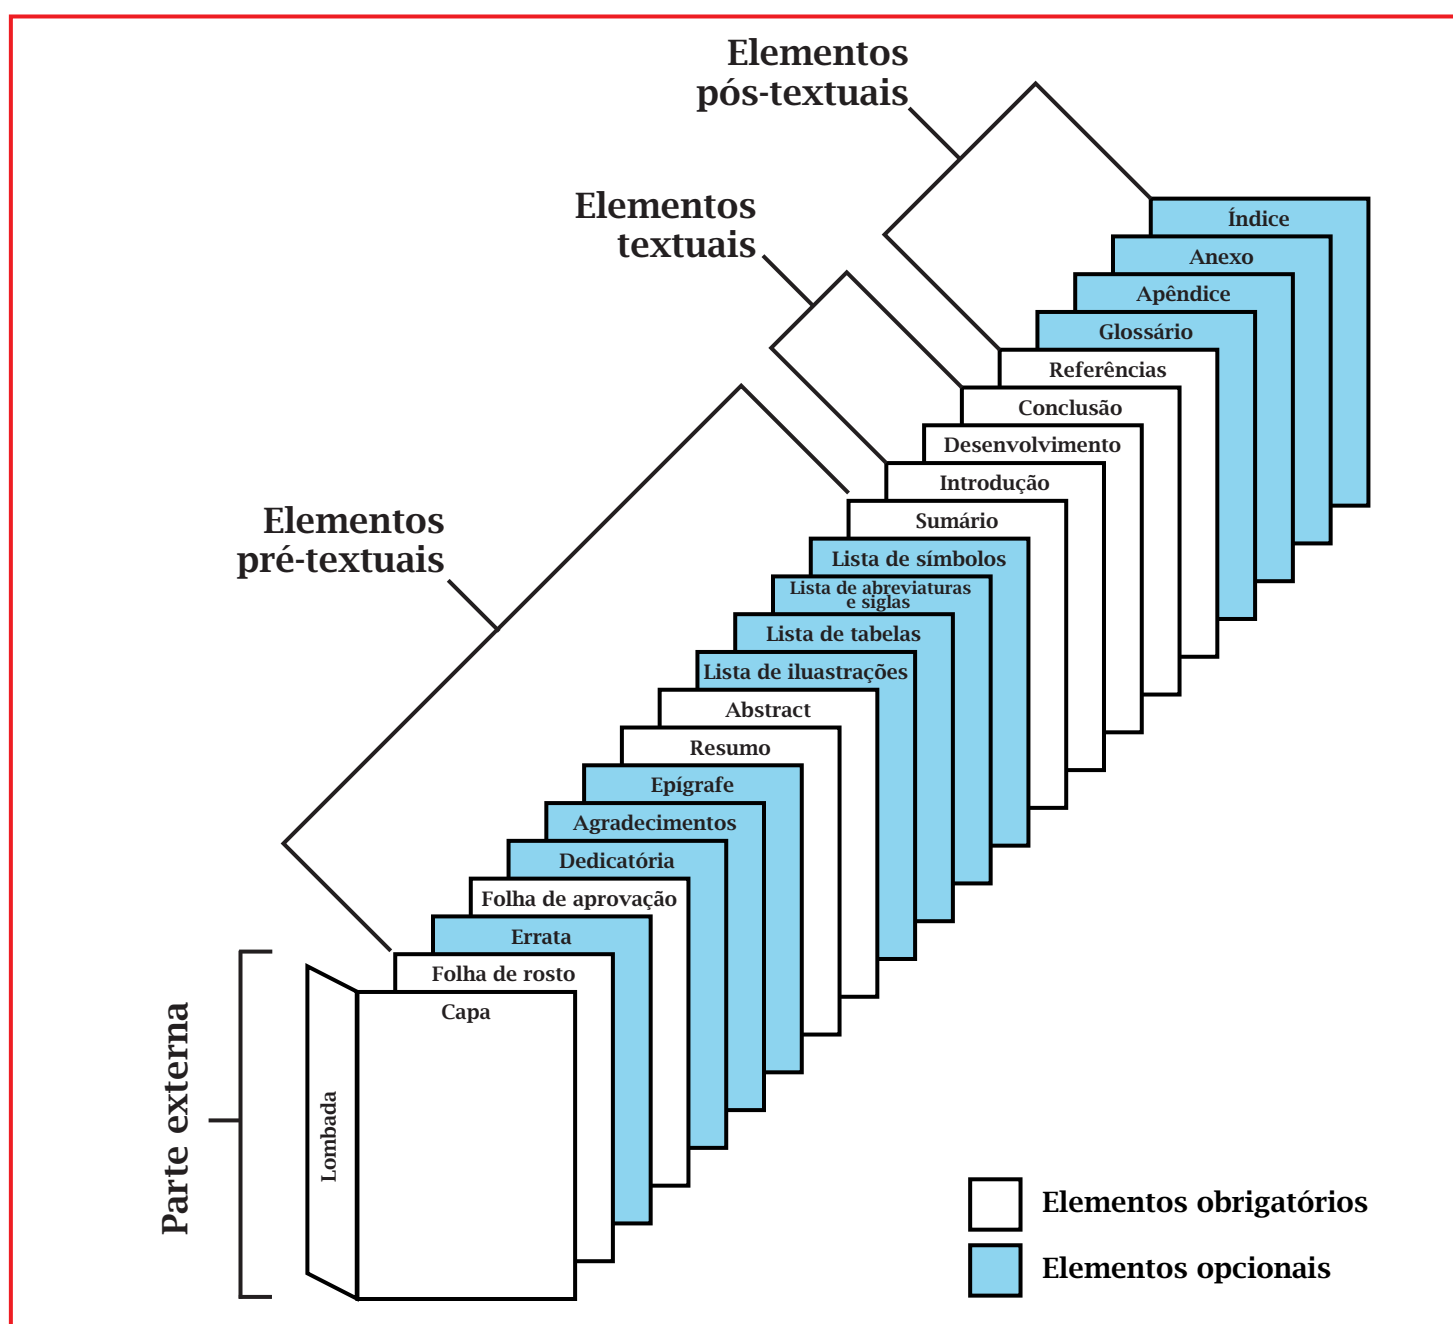 Elementos
pós-textuais
Elementos
textuais
Elementos
pré-textuais
Parte externa
Índice
Anexo
Apêndice
Glossário
Referências
Conclusão
Desenvolvimento
Introdução
Sumário
Lista de símbolos
Lista de abreviaturas
e siglas
Lista de tabelas
Lista de iluastrações
Abstract
Resumo
Epígrafe
Agradecimentos
Dedicatória
Folha de aprovação
Errata
Folha de rosto
Capa
Lombada
Elementos obrigatórios
Elementos opcionais